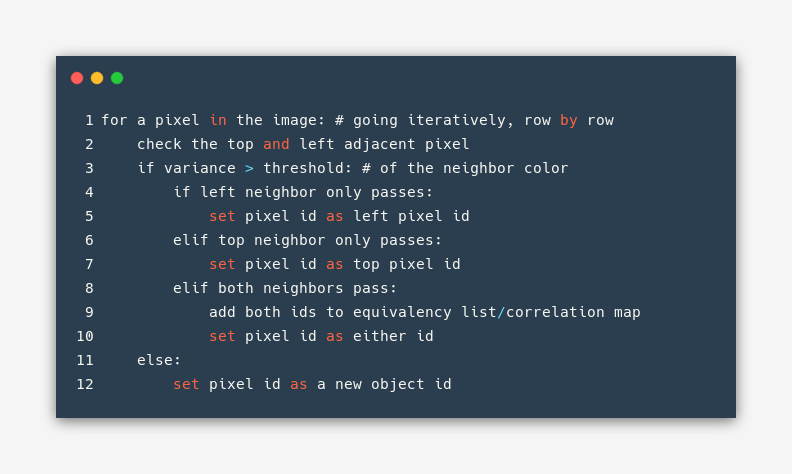 1 for a pixel in the image: # going iteratively, row by row
2     check the top and left adjacent pixel
3     if variance > threshold: # of the neighbor color
4         if left neighbor only passes:
5             set pixel id as left pixel id
6         elif top neighbor only passes:
7             set pixel id as top pixel id
8         elif both neighbors pass:
9             add both ids to equivalency list/correlation map
10             set pixel id as either id
11     else:
12         set pixel id as a new object id